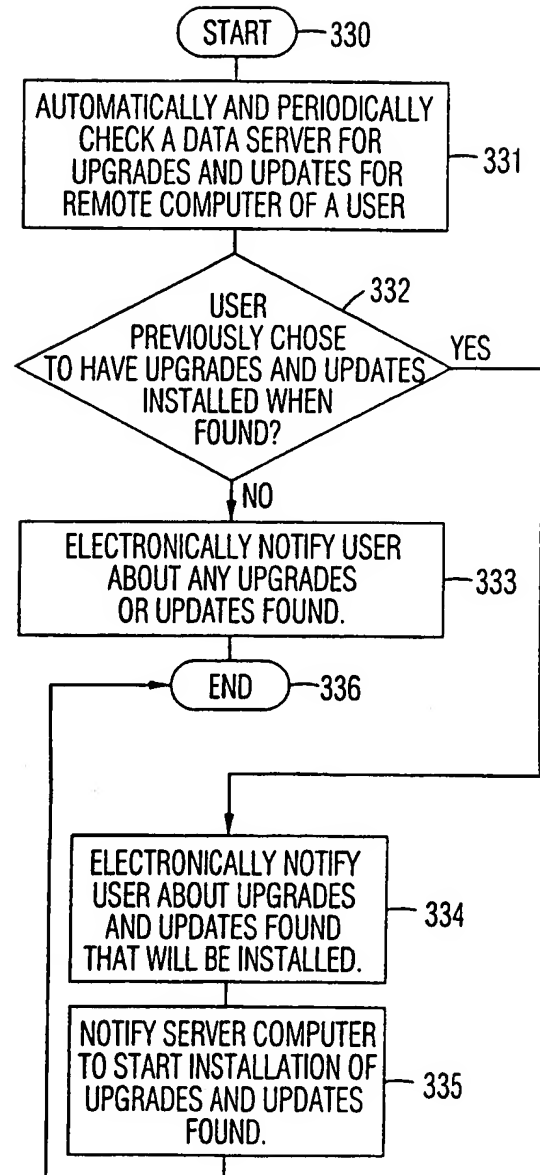 START
330
AUTOMATICALLY AND PERIODICALLY
CHECK A DATA SERVER FOR
UPGRADES AND UPDATES FOR
REMOTE COMPUTER OF A USER
331
332
USER
PREVIOUSLY CHOSE
TO HAVE UPGRADES AND UPDATES
INSTALLED WHEN
FOUND?
YES
NO
ELECTRONICALLY NOTIFY USER
ABOUT ANY UPGRADES
OR UPDATES FOUND.
333
END
336
ELECTRONICALLY NOTIFY
USER ABOUT UPGRADES
AND UPDATES FOUND
THAT WILL BE INSTALLED.
334
NOTIFY SERVER COMPUTER
TO START INSTALLATION OF
UPGRADES AND UPDATES
FOUND.
335